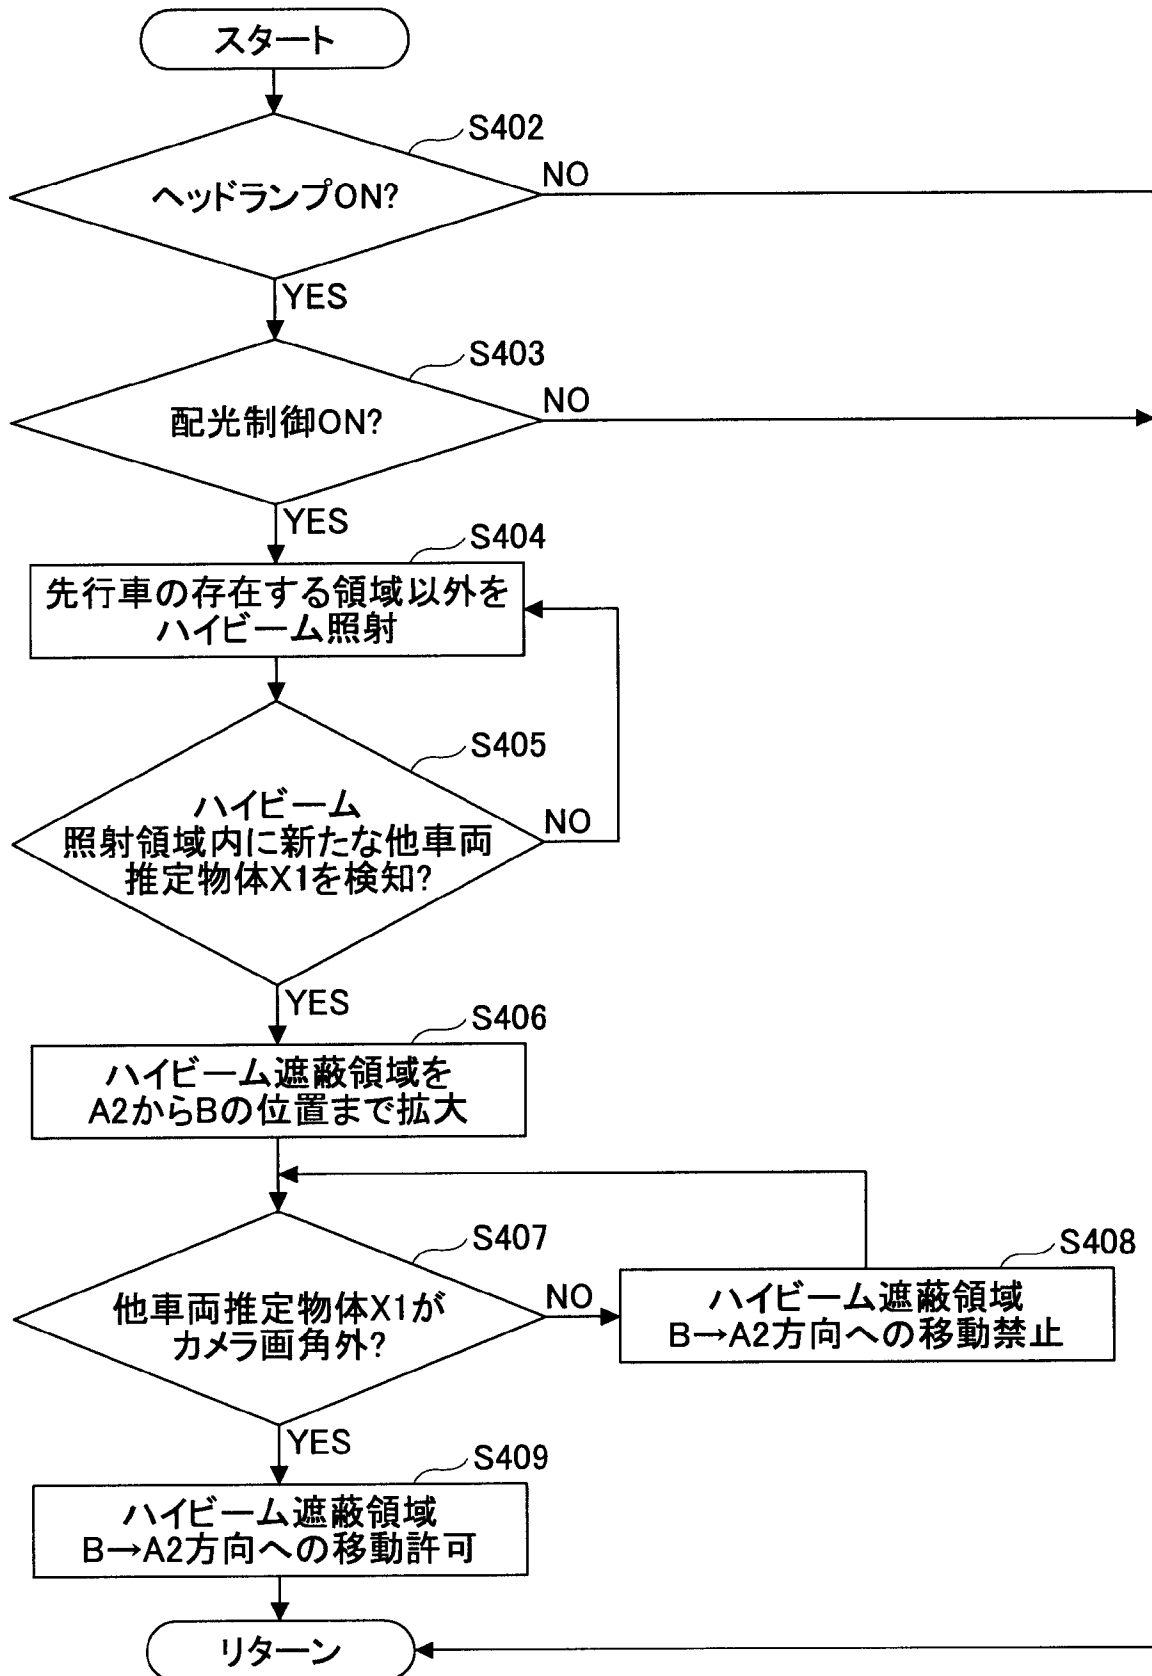 スタート
S402
ヘッドランプON?
NO
YES
S403
配光制御ON?
NO
YES
S404
先行車の存在する領域以外を
ハイビーム照射
S405
ハイビーム
照射領域内に新たな他車両
推定物体X1を検知?
NO
YES
S406
ハイビーム遮蔽領域を
A2からBの位置まで拡大
S407
他車両推定物体X1が
カメラ画角外?
NO
S408
ハイビーム遮蔽領域
B→A2方向への移動禁止
YES
S409
ハイビーム遮蔽領域
B→A2方向への移動許可
リターン